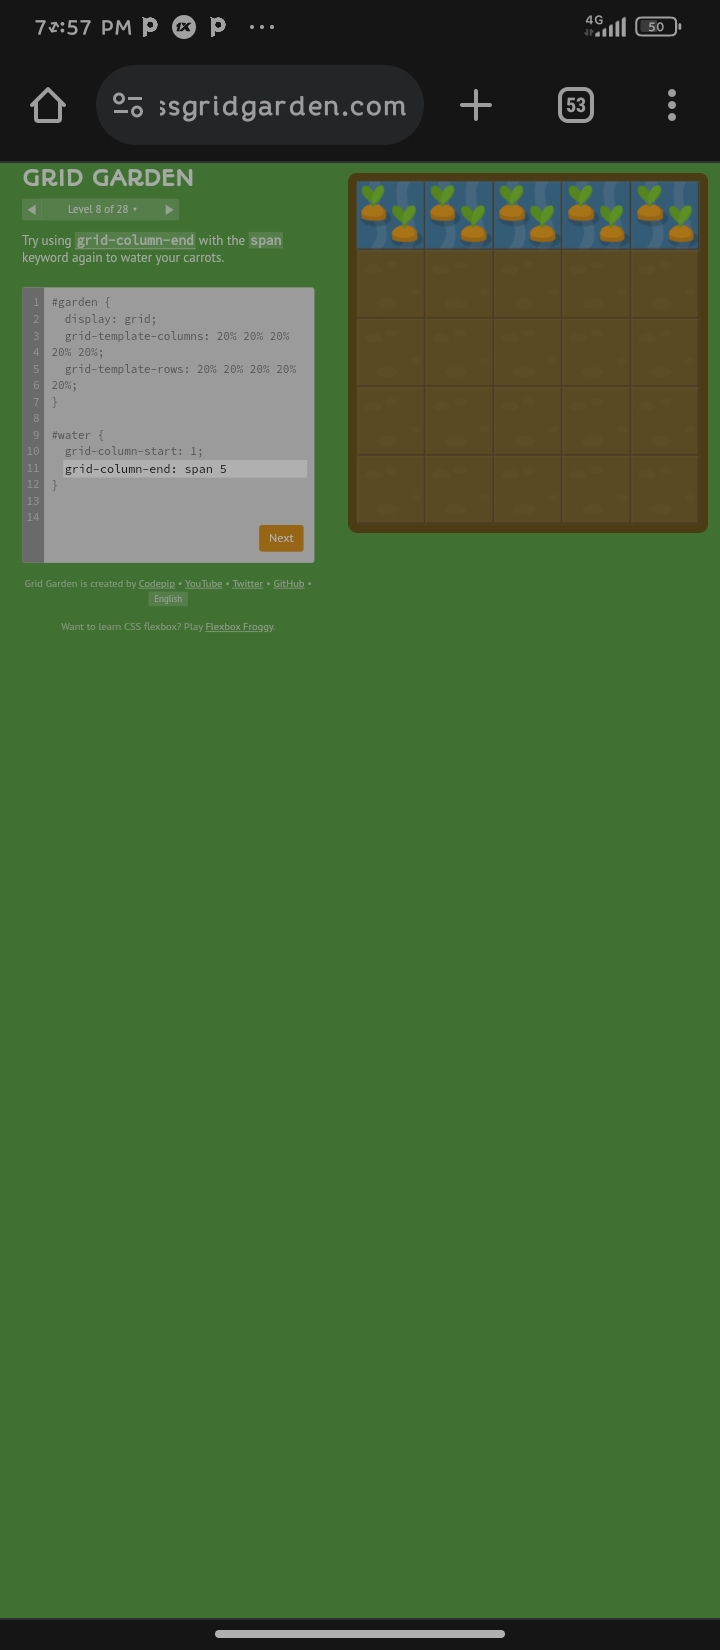 7:57 PM
4G
50
ssgridgarden.com
53
GRID GARDEN
◀ Level 8 of 28 ▾ ▶
Try using grid-column-end with the span
keyword again to water your carrots.
1 #garden {
2 display: grid;
3 grid-template-columns: 20% 20% 20%
4 20% 20%;
5 grid-template-rows: 20% 20% 20% 20%
6 20%;
7 }
8
9 #water {
10 grid-column-start: 1;
11 grid-column-end: span 5
12 }
13
14
Next
Grid Garden is created by Codepip • YouTube • Twitter • GitHub •
English
Want to learn CSS flexbox? Play Flexbox Froggy.